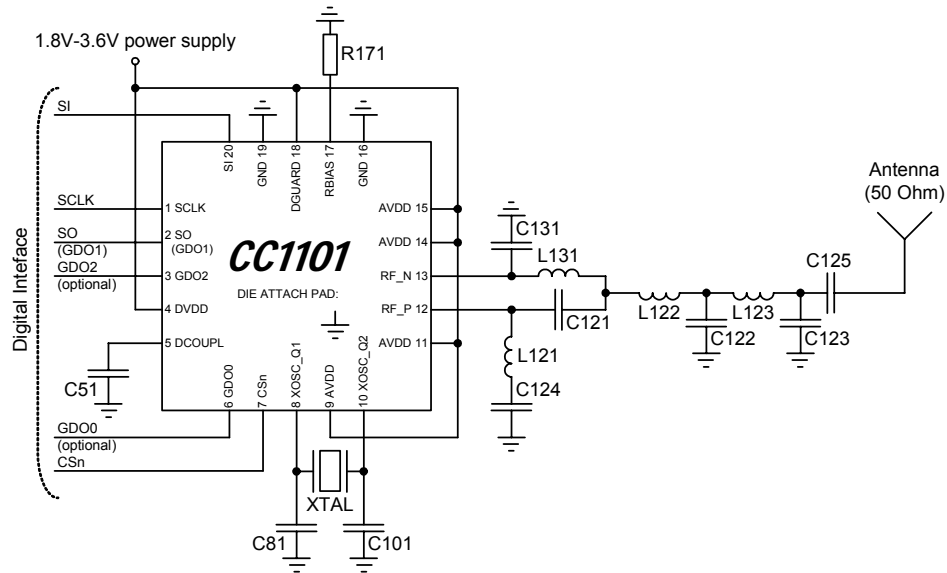 1.8V-3.6V power supply
R171
SI
SI 20
GND 19
DGUARD 18
RBIAS 17
GND 16
Antenna
(50 Ohm)
SCLK
1 SCLK
AVDD 15
C131
SO
(GDO1)
2 SO
(GDO1)
AVDD 14
L131
C125
GDO2
(optional)
3 GDO2
CC1101
RF_N 13
DIE ATTACH PAD:
4 DVDD
RF_P 12
C121
L122
C122
L123
C123
5 DCOUPL
AVDD 11
L121
C51
6 GDO0
7 CSn
8 XOSC_Q1
9 AVDD
10 XOSC_Q2
C124
GDO0
(optional)
CSn
XTAL
C81
C101
Digital Inteface